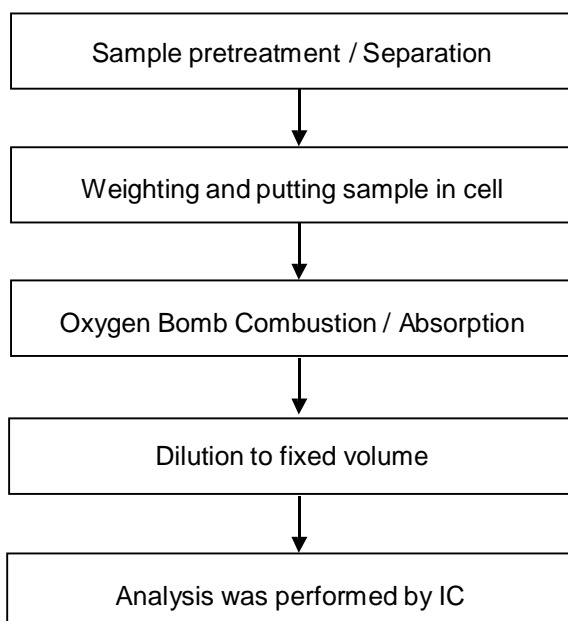 Sample pretreatment / Separation
Weighting and putting sample in cell
Oxygen Bomb Combustion / Absorption
Dilution to fixed volume
Analysis was performed by IC